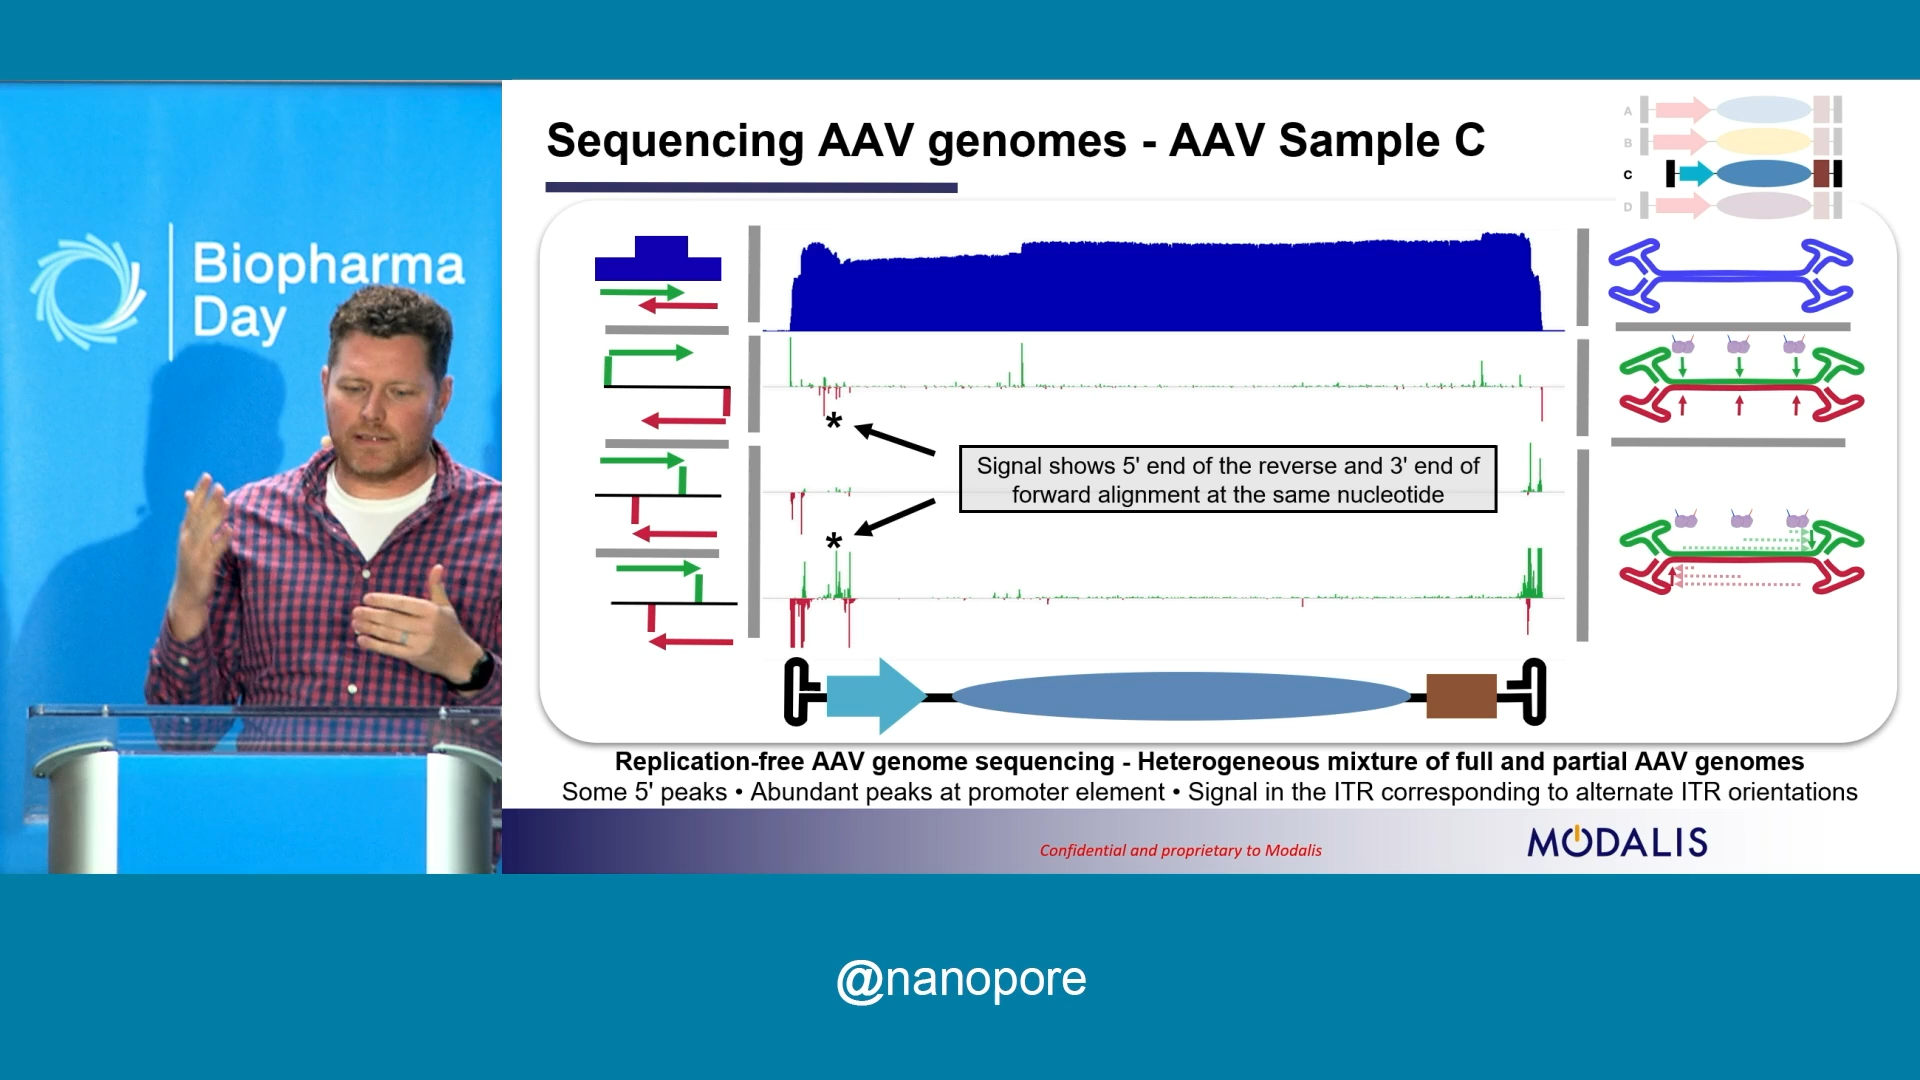 Biopharma
Day
Sequencing AAV genomes - AAV Sample C
A
B
C
D
*
Signal shows 5' end of the reverse and 3' end of
forward alignment at the same nucleotide
*
Replication-free AAV genome sequencing - Heterogeneous mixture of full and partial AAV genomes
Some 5' peaks • Abundant peaks at promoter element • Signal in the ITR corresponding to alternate ITR orientations
Confidential and proprietary to Modalis
MODALIS
@nanopore